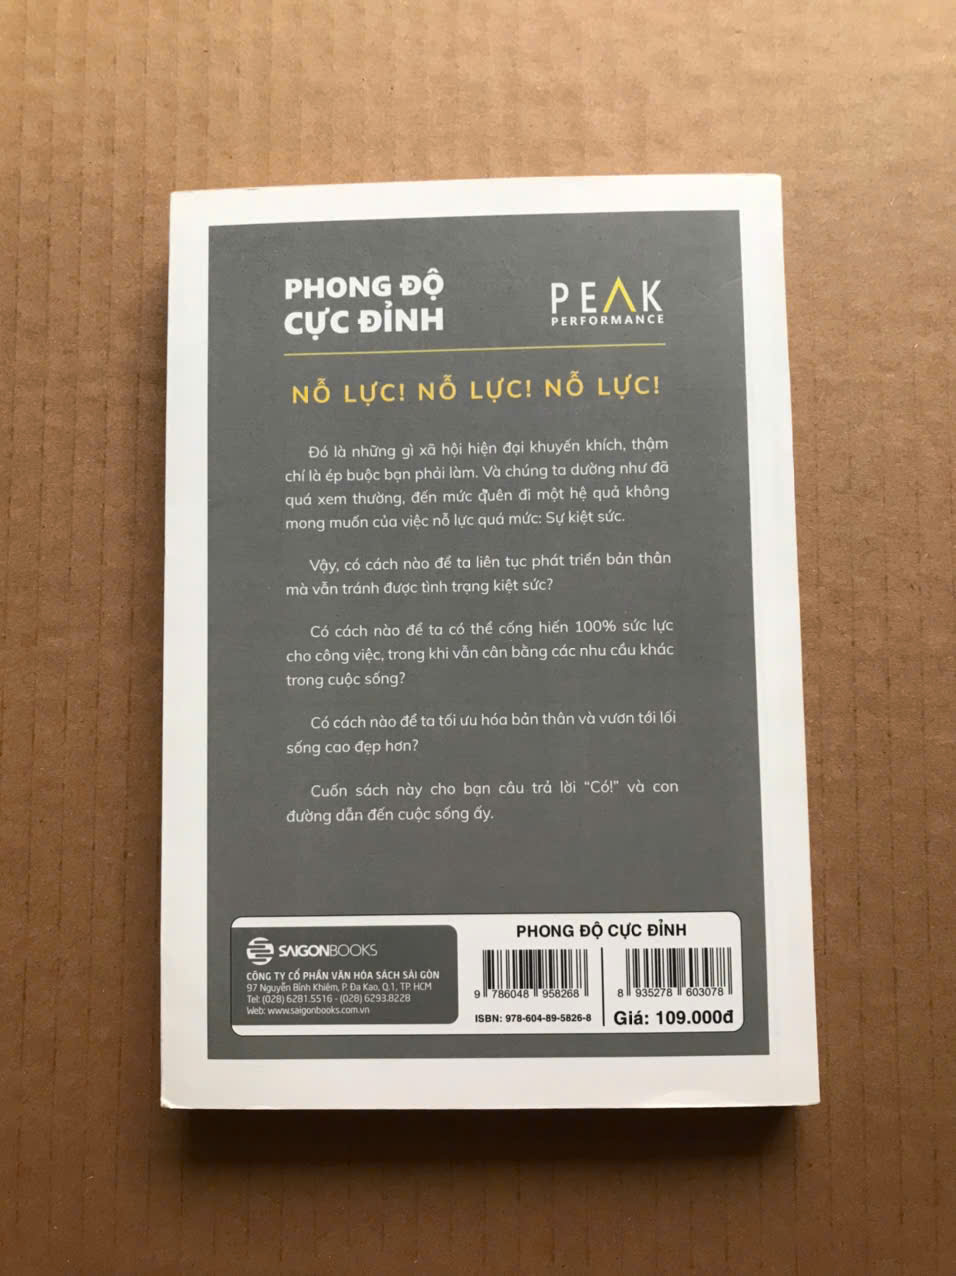 PHONG ĐỘ
CỰC ĐỈNH
PEAK
PERFORMANCE
NỖ LỰC! NỖ LỰC! NỖ LỰC!
Đó là những gì xã hội hiện đại khuyến khích, thậm
chí là ép buộc bạn phải làm. Và chúng ta dường như đã
quá xem thường, đến mức quên đi một hệ quả không
mong muốn của việc nỗ lực quá mức: Sự kiệt sức.
Vậy, có cách nào để ta liên tục phát triển bản thân
mà vẫn tránh được tình trạng kiệt sức?
Có cách nào để ta có thể cống hiến 100% sức lực
cho công việc, trong khi vẫn cân bằng các nhu cầu khác
trong cuộc sống?
Có cách nào để ta tối ưu hóa bản thân và vươn tới lối
sống cao đẹp hơn?
Cuốn sách này cho bạn câu trả lời “Có!” và con
đường dẫn đến cuộc sống ấy.
SAIGONBOOKS
CÔNG TY CỔ PHẦN VĂN HÓA SÁCH SÀI GÒN
97 Nguyễn Bỉnh Khiêm, P. Đa Kao, Q.1, TP. HCM
Tel: (028) 6281.5516 - (028) 6293.8228
Web: www.saigonbooks.com.vn
PHONG ĐỘ CỰC ĐỈNH
9 786048 958268
ISBN: 978-604-89-5826-8
8 935278 603078
Giá: 109.000đ